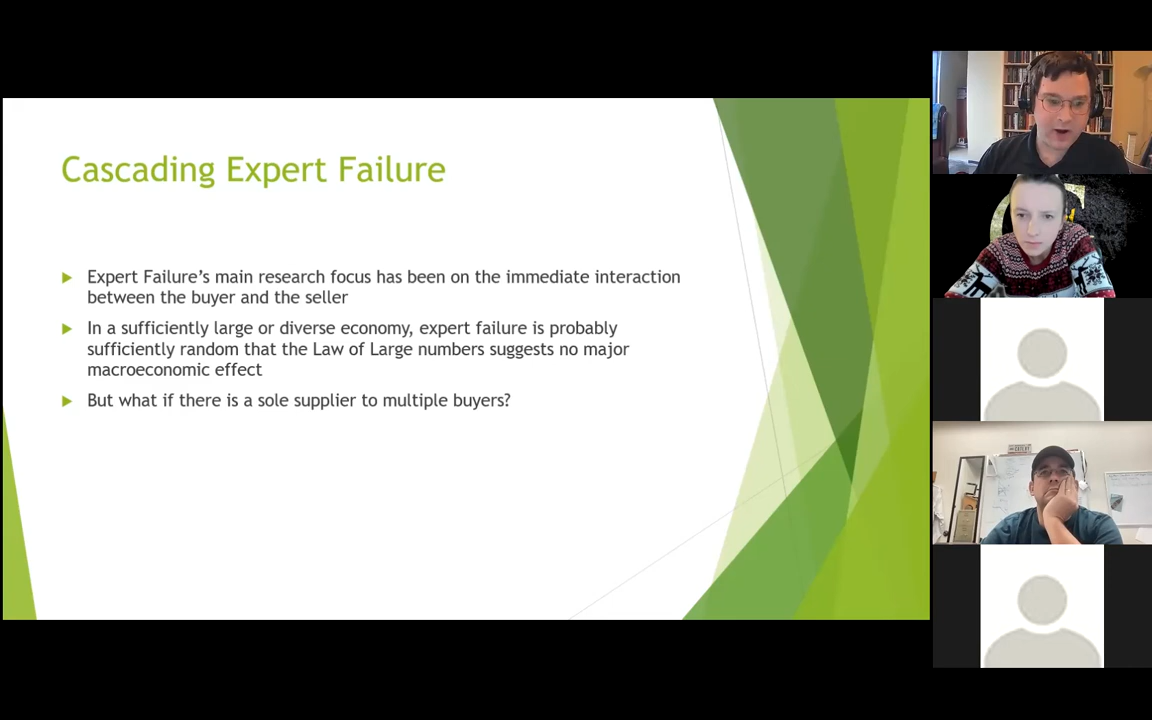 Cascading Expert Failure
Expert Failure's main research focus has been on the immediate interaction
between the buyer and the seller
In a sufficiently large or diverse economy, expert failure is probably
sufficiently random that the Law of Large numbers suggests no major
macroeconomic effect
But what if there is a sole supplier to multiple buyers?